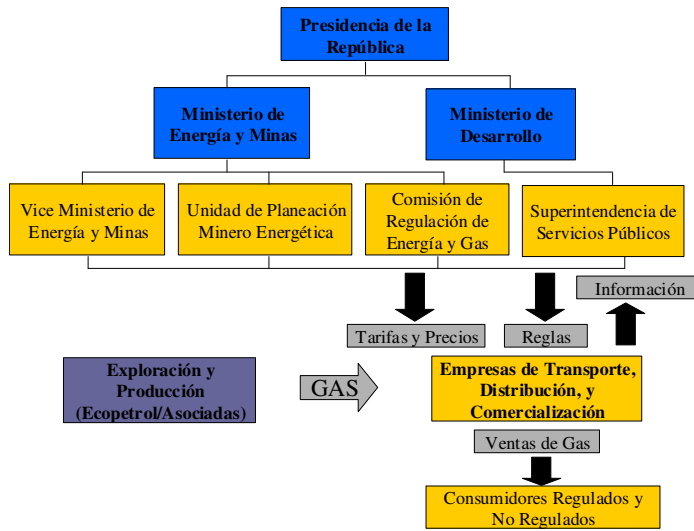 Presidencia de la
República
Ministerio de
Energía y Minas
Ministerio de
Desarrollo
Vice Ministerio de
Energía y Minas
Unidad de Planeación
Minero Energética
Comisión de
Regulación de
Energía y Gas
Superintendencia de
Servicios Públicos
Información
Tarifas y Precios
Reglas
Exploración y
Producción
(Ecopetrol/Asociadas)
GAS
Empresas de Transporte,
Distribución, y
Comercialización
Ventas de Gas
Consumidores Regulados y
No Regulados